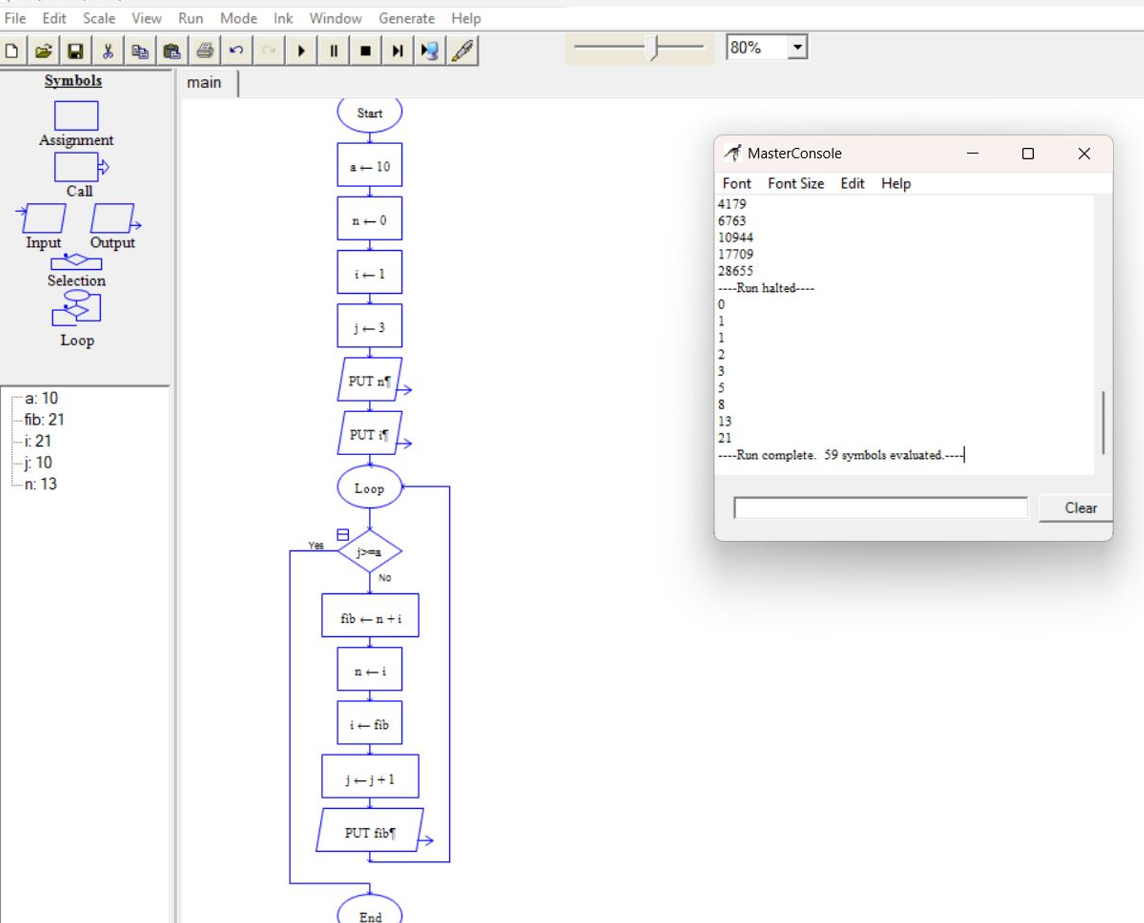 File Edit Scale View Run Mode Ink Window Generate Help
80%
Symbols
Assignment
Call
Input Output
Selection
Loop
a: 10
fib: 21
i: 21
j: 10
n: 13
main
Start
a ← 10
n ← 0
i ← 1
j ← 3
PUT n¶
PUT i¶
Loop
Yes
j>=a
No
fib ← n + i
n ← i
i ← fib
j ← j + 1
PUT fib¶
End
MasterConsole
Font Font Size Edit Help
4179
6763
10944
17709
28655
----Run halted----
0
1
1
2
3
5
8
13
21
----Run complete. 59 symbols evaluated.----
Clear